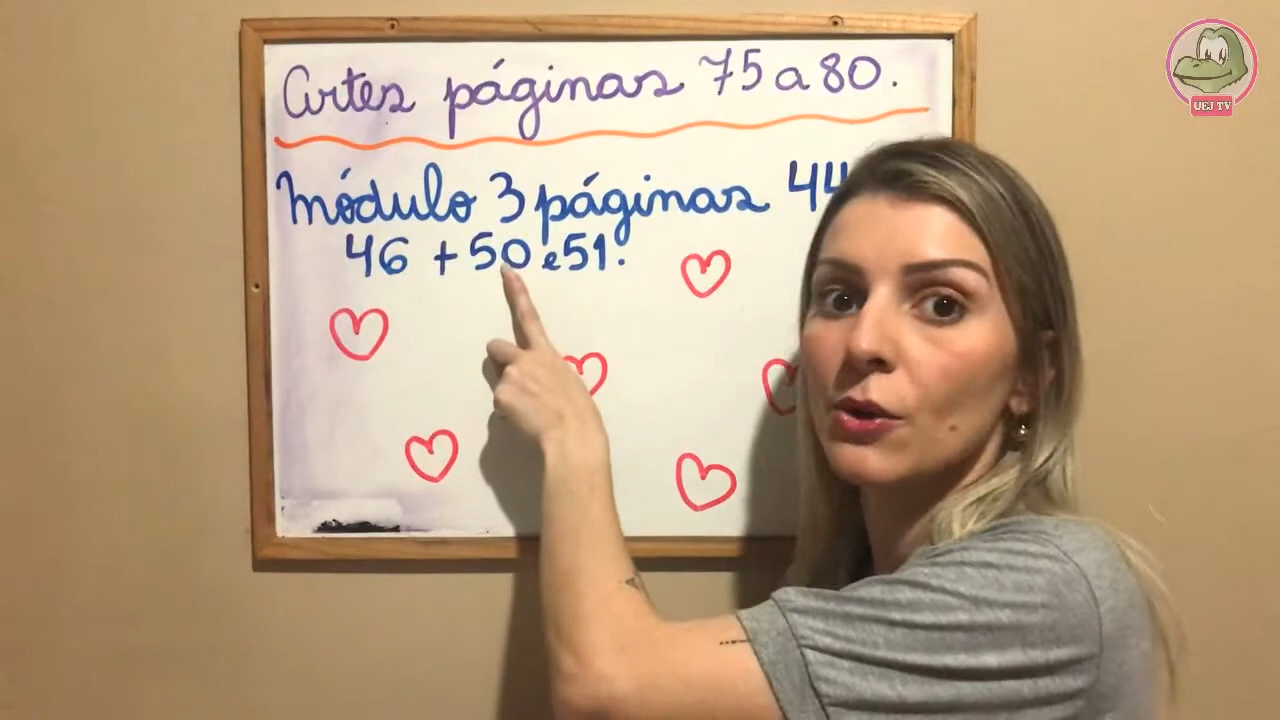 Artes páginas 75 a 80.
Módulo 3 páginas 44
46 + 50 e 51.
UEJ TV